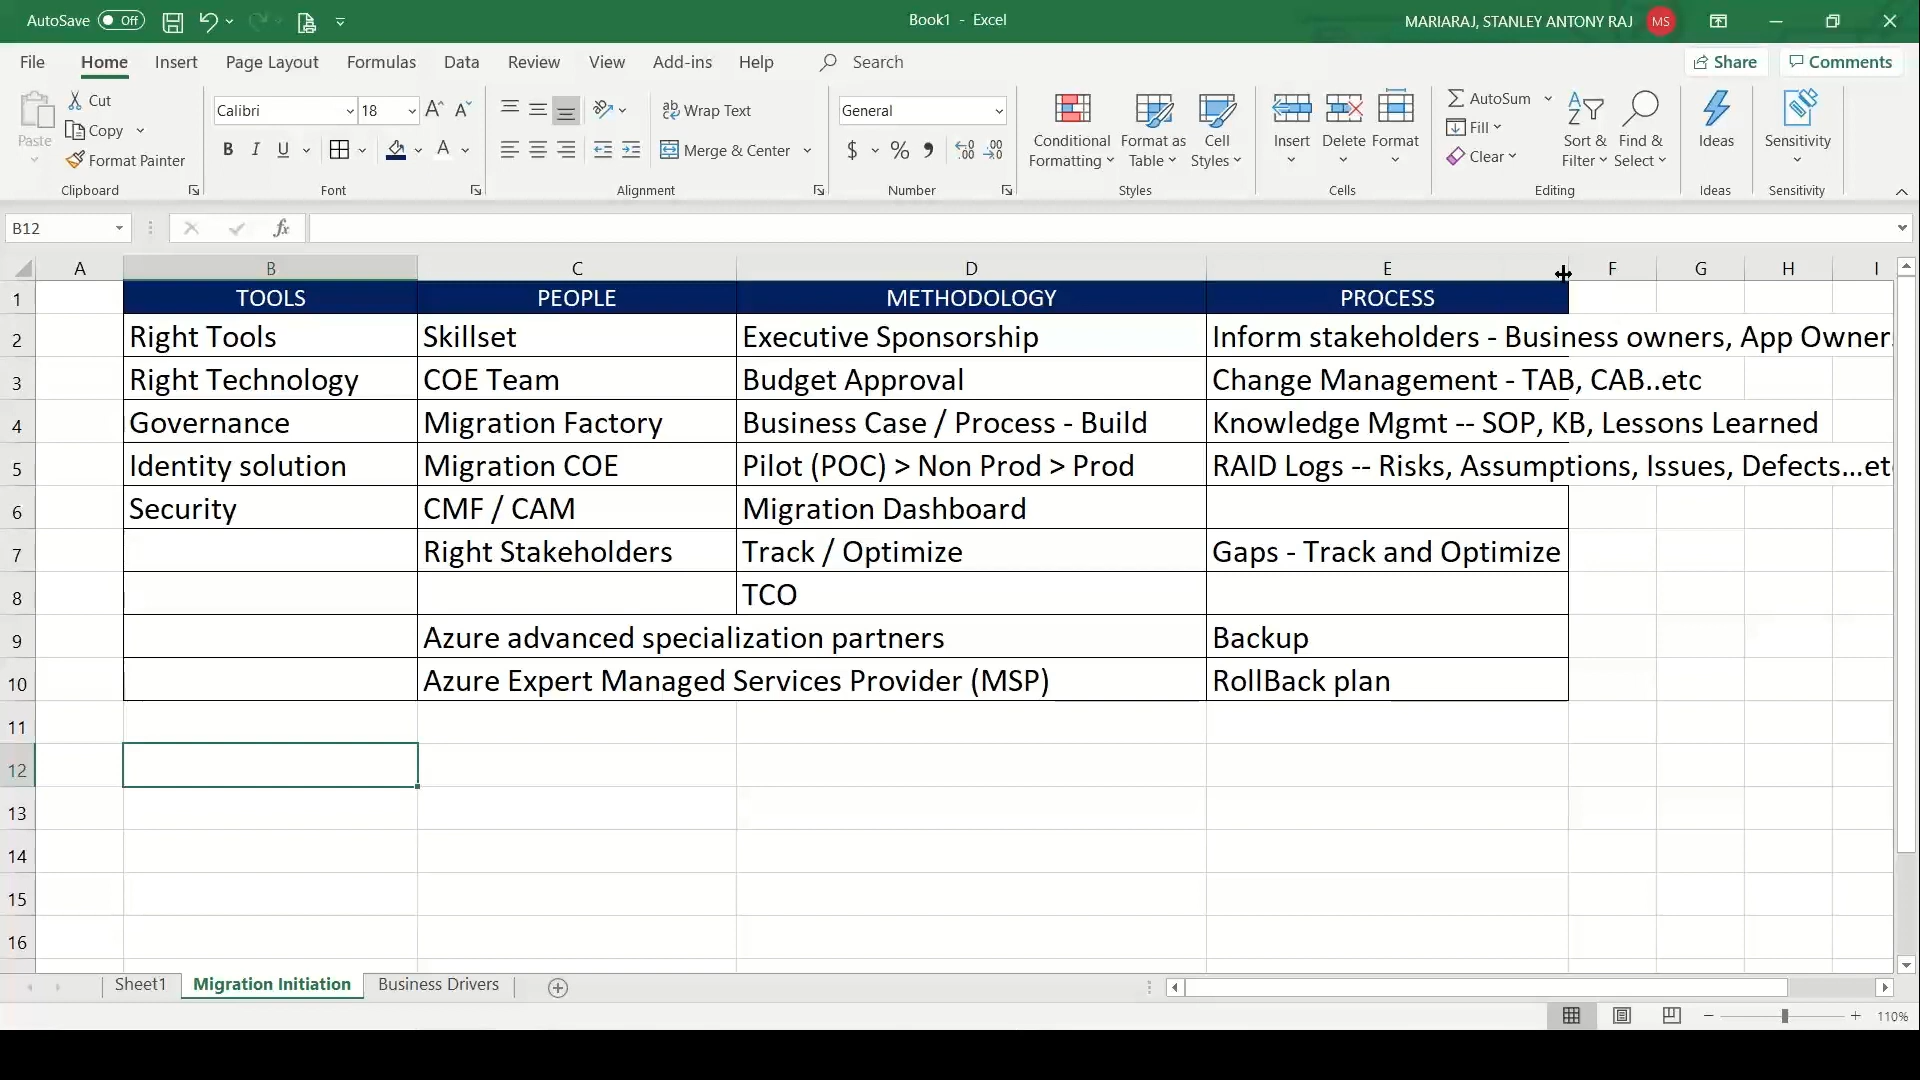 AutoSave Off
Book1 - Excel
MARIARAJ, STANLEY ANTONY RAJ MS
File Home Insert Page Layout Formulas Data Review View Add-ins Help Search Share Comments
Paste
Cut
Copy
Format Painter
Clipboard
Calibri 18
B I U
Font
Wrap Text
Merge & Center
Alignment
General
$ % ,
Number
Conditional Formatting
Format as Table
Cell Styles
Styles
Insert Delete Format
Cells
AutoSum
Fill
Clear
Sort & Filter
Find & Select
Editing
Ideas
Ideas
Sensitivity
Sensitivity
B12 fx
A B C D E F G H I
1 TOOLS PEOPLE METHODOLOGY PROCESS
2 Right Tools Skillset Executive Sponsorship Inform stakeholders - Business owners, App Owner
3 Right Technology COE Team Budget Approval Change Management - TAB, CAB..etc
4 Governance Migration Factory Business Case / Process - Build Knowledge Mgmt -- SOP, KB, Lessons Learned
5 Identity solution Migration COE Pilot (POC) > Non Prod > Prod RAID Logs -- Risks, Assumptions, Issues, Defects...etc
6 Security CMF / CAM Migration Dashboard
7 Right Stakeholders Track / Optimize Gaps - Track and Optimize
8 TCO
9 Azure advanced specialization partners Backup
10 Azure Expert Managed Services Provider (MSP) RollBack plan
11
12
13
14
15
16
Sheet1 Migration Initiation Business Drivers
110%